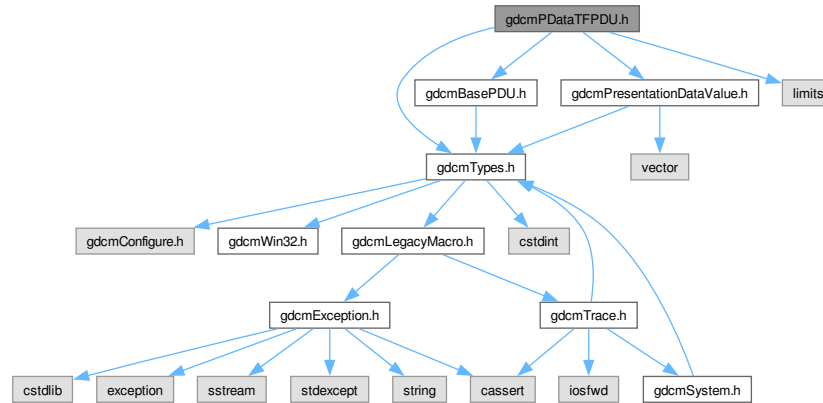 gdcmPDataTFPDU.h
gdcmBasePDU.h
gdcmPresentationDataValue.h
limits
gdcmTypes.h
vector
gdcmConfigure.h
gdcmWin32.h
gdcmLegacyMacro.h
cstdint
gdcmException.h
gdcmTrace.h
cstdlib
exception
sstream
stdexcept
string
cassert
iosfwd
gdcmSystem.h